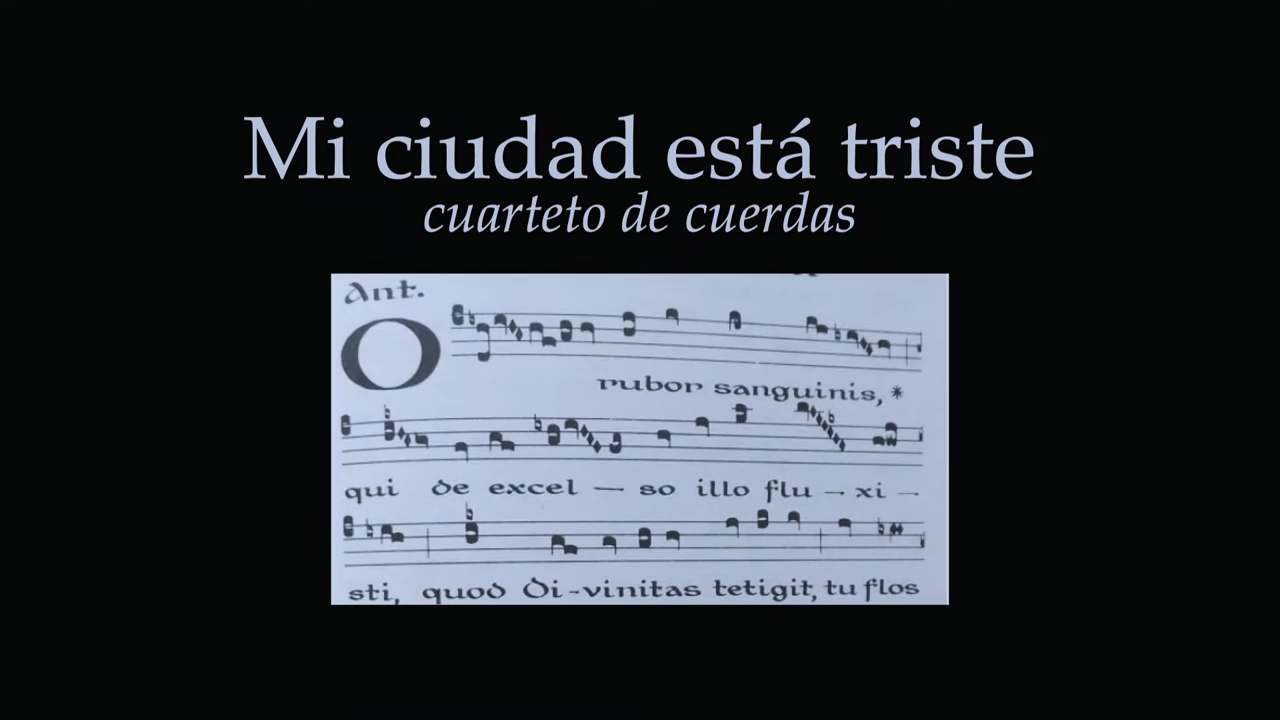 Mi ciudad está triste
cuarteto de cuerdas
Ant.
O
rubor sanguinis, *
qui de excel — so illo flu – xi –
sti, quod Di-vinitas tetigit, tu flos